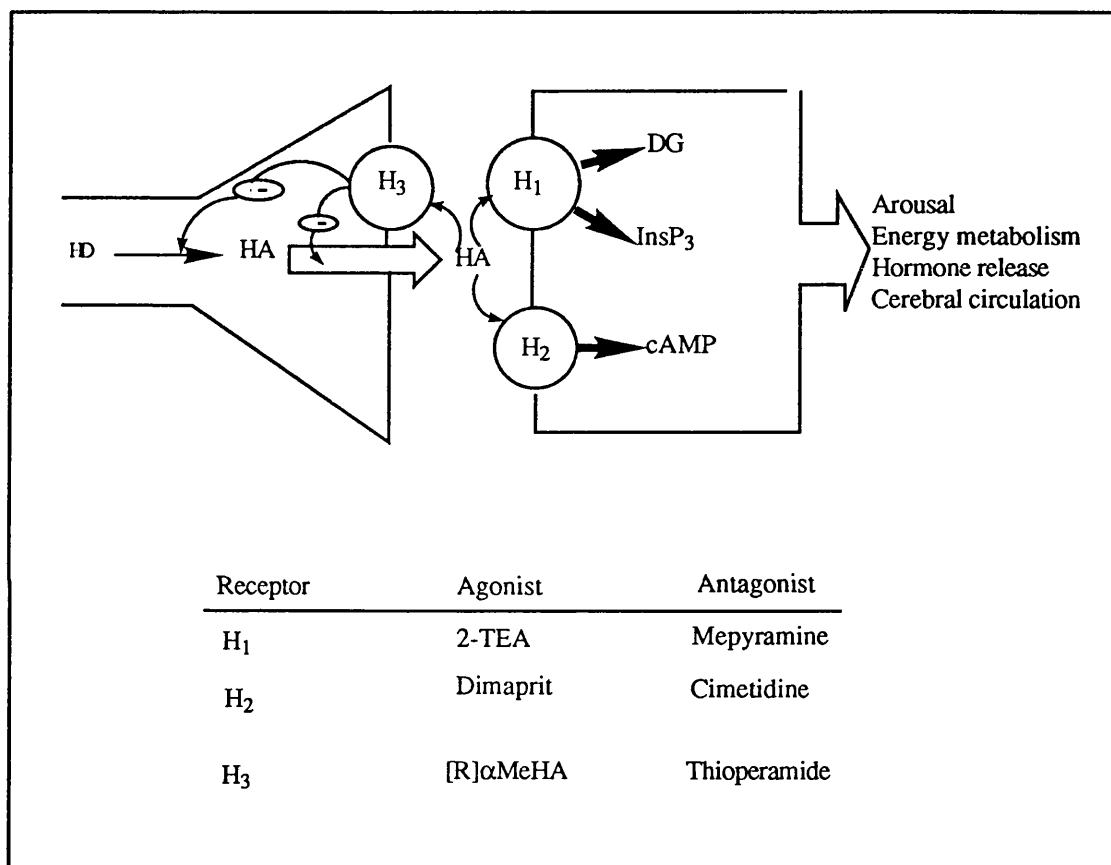 H₃
H₁
DG
InsP₃
HD
HA
HA
H₂
cAMP
Arousal
Energy metabolism
Hormone release
Cerebral circulation
Receptor Agonist Antagonist
H₁ 2-TEA Mepyramine
H₂ Dimaprit Cimetidine
H₃ [R]αMeHA Thioperamide